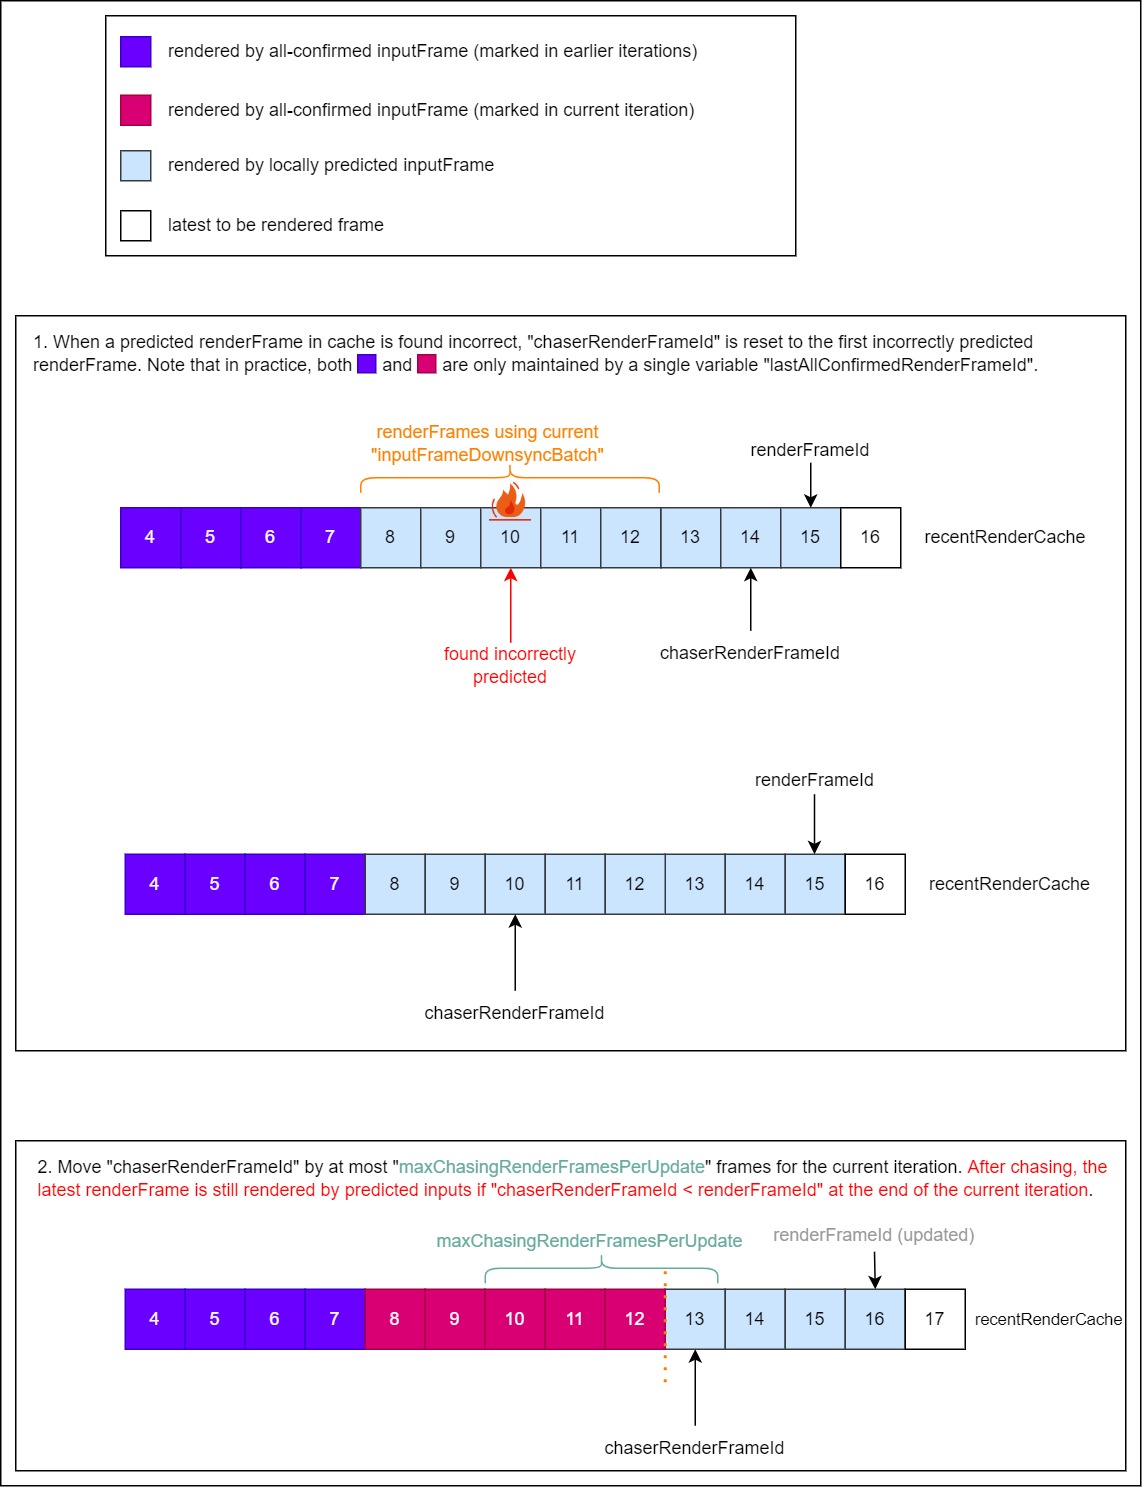 rendered by all-confirmed inputFrame (marked in earlier iterations)
rendered by all-confirmed inputFrame (marked in current iteration)
rendered by locally predicted inputFrame
latest to be rendered frame
1. When a predicted renderFrame in cache is found incorrect, "chaserRenderFrameId" is reset to the first incorrectly predicted
renderFrame. Note that in practice, both and are only maintained by a single variable "lastAllConfirmedRenderFrameId".
renderFrames using current
"inputFrameDownsyncBatch"
renderFrameId
4 5 6 7 8 9 10 11 12 13 14 15 16 recentRenderCache
found incorrectly
predicted
chaserRenderFrameId
renderFrameId
4 5 6 7 8 9 10 11 12 13 14 15 16 recentRenderCache
chaserRenderFrameId
2. Move "chaserRenderFrameId" by at most "maxChasingRenderFramesPerUpdate" frames for the current iteration. After chasing, the
latest renderFrame is still rendered by predicted inputs if "chaserRenderFrameId < renderFrameId" at the end of the current iteration.
maxChasingRenderFramesPerUpdate
renderFrameId (updated)
4 5 6 7 8 9 10 11 12 13 14 15 16 17 recentRenderCache
chaserRenderFrameId